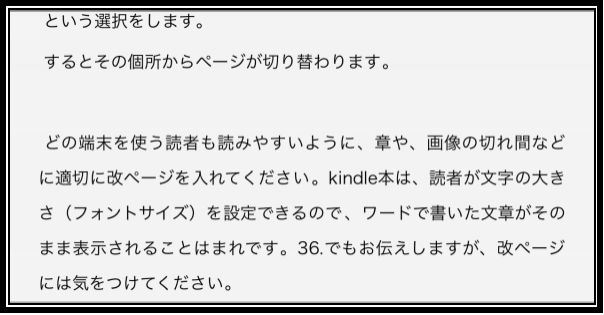 という選択をします。
するとその個所からページが切り替わります。
どの端末を使う読者も読みやすいように、章や、画像の切れ間など
に適切に改ページを入れてください。kindle本は、読者が文字の大き
さ（フォントサイズ）を設定できるので、ワードで書いた文章がその
まま表示されることはまれです。36.でもお伝えしますが、改ページ
には気をつけてください。